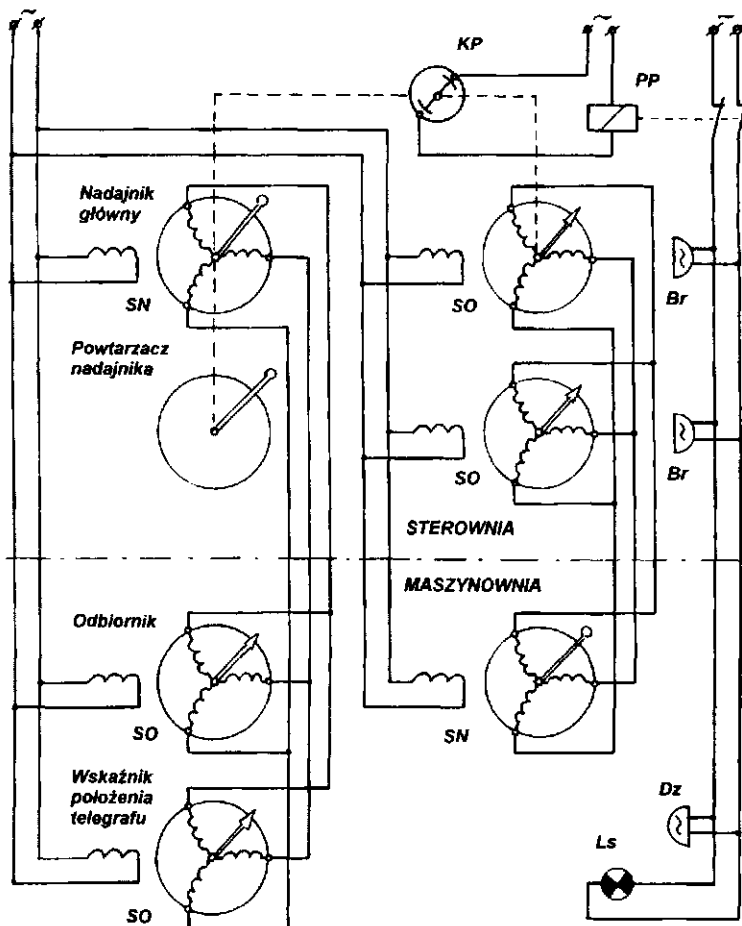 KP
PP
Nadajnik
główny
SN
SO
Br
Powtarzacz
nadajnika
SO
Br
STEROWNIA
MASZYNOWNIA
Odbiornik
SO
SN
Wskaźnik
położenia
telegrafu
Dz
Ls
SO